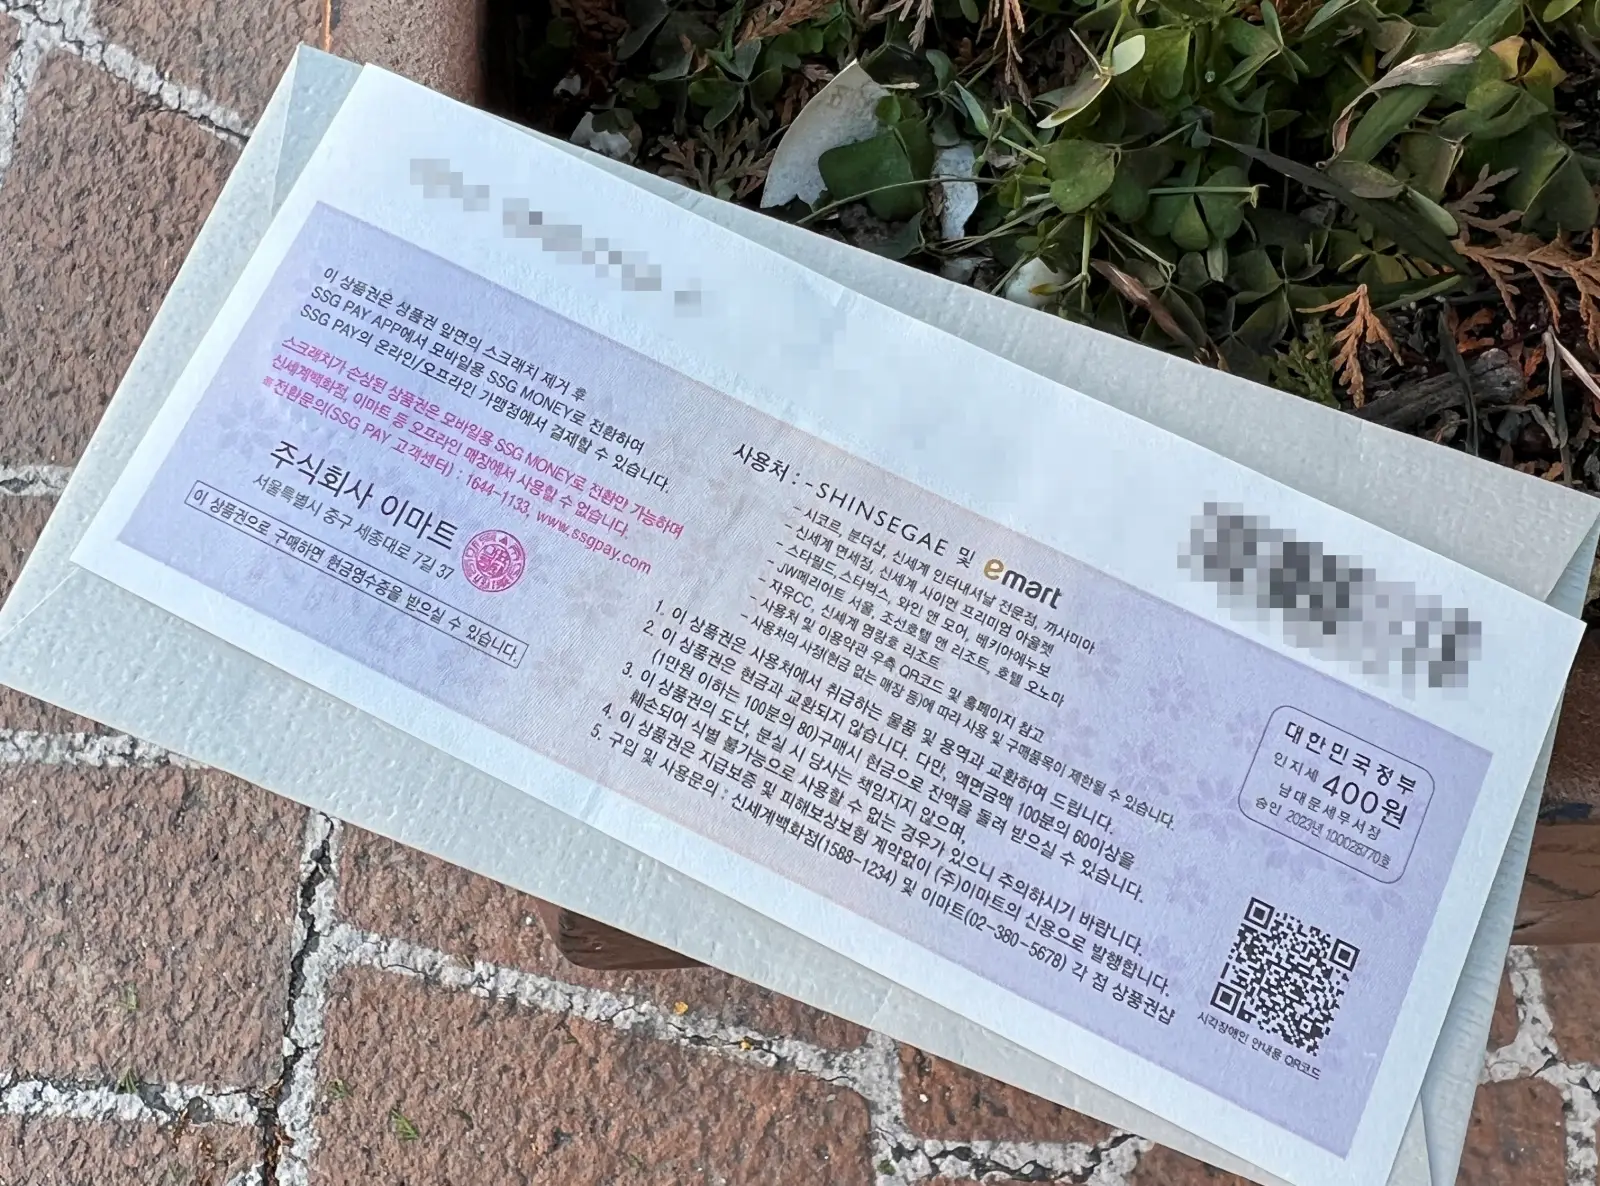 이 상품권은 상품권 앞면의 스크래치 제거 후
SSG PAY APP에서 모바일용 SSG MONEY로 전환하여
SSG PAY의 온라인/오프라인 가맹점에서 결제할 수 있습니다.
스크래치가 손상된 상품권은 모바일용 SSG MONEY로 전환만 가능하며
신세계백화점, 이마트 등 오프라인 매장에서 사용할 수 없습니다.
※전환문의(SSG PAY 고객센터) : 1644-1133, www.ssgpay.com
주식회사 이마트
서울특별시 중구 세종대로 7길 37
이 상품권으로 구매하면 현금영수증을 받으실 수 있습니다.
사용처 : - SHINSEGAE 및 emart
- 시코르, 분더샵, 신세계 인터내셔날 전문점, 까사미아
- 신세계 면세점, 신세계 사이먼 프리미엄 아울렛
- 스타필드, 스타벅스, 와인 앤 모어, 베키아에누보
- JW메리어트 서울, 조선호텔 앤 리조트, 호텔 오노마
- 자유CC, 신세계 영랑호 리조트
- 사용처 및 이용약관 우측 QR코드 및 홈페이지 참고
- 사용처의 사정(현금 없는 매장 등)에 따라 사용 및 구매품목이 제한될 수 있습니다.
1. 이 상품권은 사용처에서 취급하는 물품 및 용역과 교환하여 드립니다.
2. 이 상품권은 현금과 교환되지 않습니다. 다만, 액면금액 100분의 60이상을
(1만원 이하는 100분의 80)구매시 현금으로 잔액을 돌려 받으실 수 있습니다.
3. 이 상품권의 도난, 분실 시 당사는 책임지지 않으며,
훼손되어 식별 불가능으로 사용할 수 없는 경우가 있으니 주의하시기 바랍니다.
4. 이 상품권은 지급보증 및 피해보상보험 계약없이 (주)이마트의 신용으로 발행합니다.
5. 구입 및 사용문의 : 신세계백화점(1588-1234) 및 이마트(02-380-5678) 각 점 상품권샵
대한민국정부
인지세 400원
남대문세무서장
승인 2023년 100028770호
시각장애인 안내용 QR코드